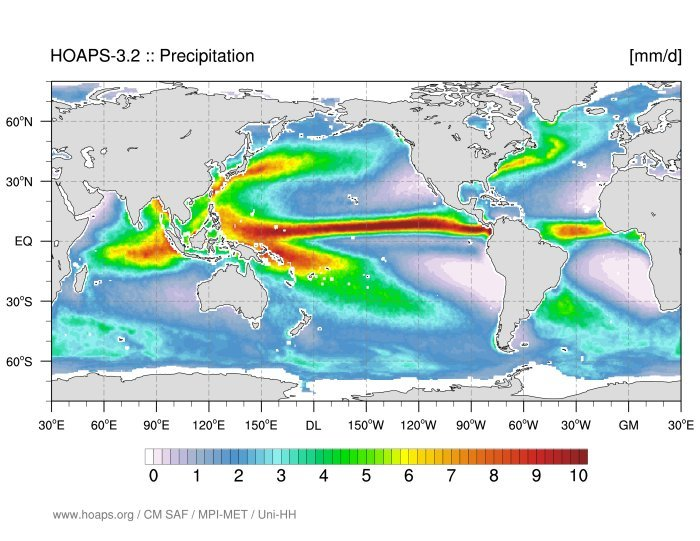 HOAPS-3.2 :: Precipitation [mm/d]
60°N
30°N
EQ
30°S
60°S
30°E 60°E 90°E 120°E 150°E DL 150°W 120°W 90°W 60°W 30°W GM 30°E
0 1 2 3 4 5 6 7 8 9 10
www.hoaps.org / CM SAF / MPI-MET / Uni-HH